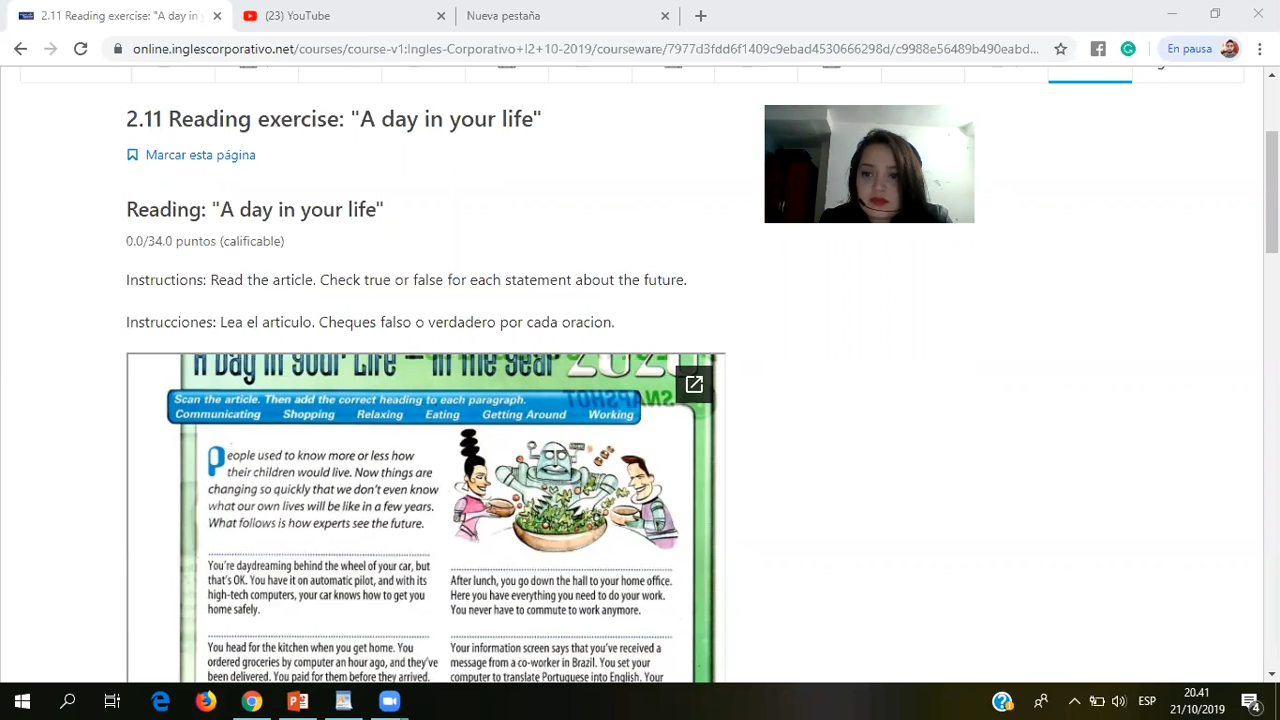 2.11 Reading exercise: "A day in y
(23) YouTube
Nueva pestaña
online.inglescorporativo.net/courses/course-v1:Ingles-Corporativo+I2+10-2019/courseware/7977d3fdd6f1409c9ebad4530666298d/c9988e56489b490eabd...
En pausa
2.11 Reading exercise: "A day in your life"
Marcar esta página
Reading: "A day in your life"
0.0/34.0 puntos (calificable)
Instructions: Read the article. Check true or false for each statement about the future.
Instrucciones: Lea el articulo. Cheques falso o verdadero por cada oracion.
A Day in Your Life – In the Year 2020
SNAPSHOT
Scan the article. Then add the correct heading to each paragraph.
Communicating Shopping Relaxing Eating Getting Around Working
People used to know more or less how
their children would live. Now things are
changing so quickly that we don't even know
what our own lives will be like in a few years.
What follows is how experts see the future.
You're daydreaming behind the wheel of your car, but
that's OK. You have it on automatic pilot, and with its
high-tech computers, your car knows how to get you
home safely.
You head for the kitchen when you get home. You
ordered groceries by computer an hour ago, and they've
been delivered. You paid for them before they arrived.
After lunch, you go down the hall to your home office.
Here you have everything you need to do your work.
You never have to commute to work anymore.
Your information screen says that you've received a
message from a co-worker in Brazil. You set your
computer to translate Portuguese into English. Your
ESP
20.41
21/10/2019
4